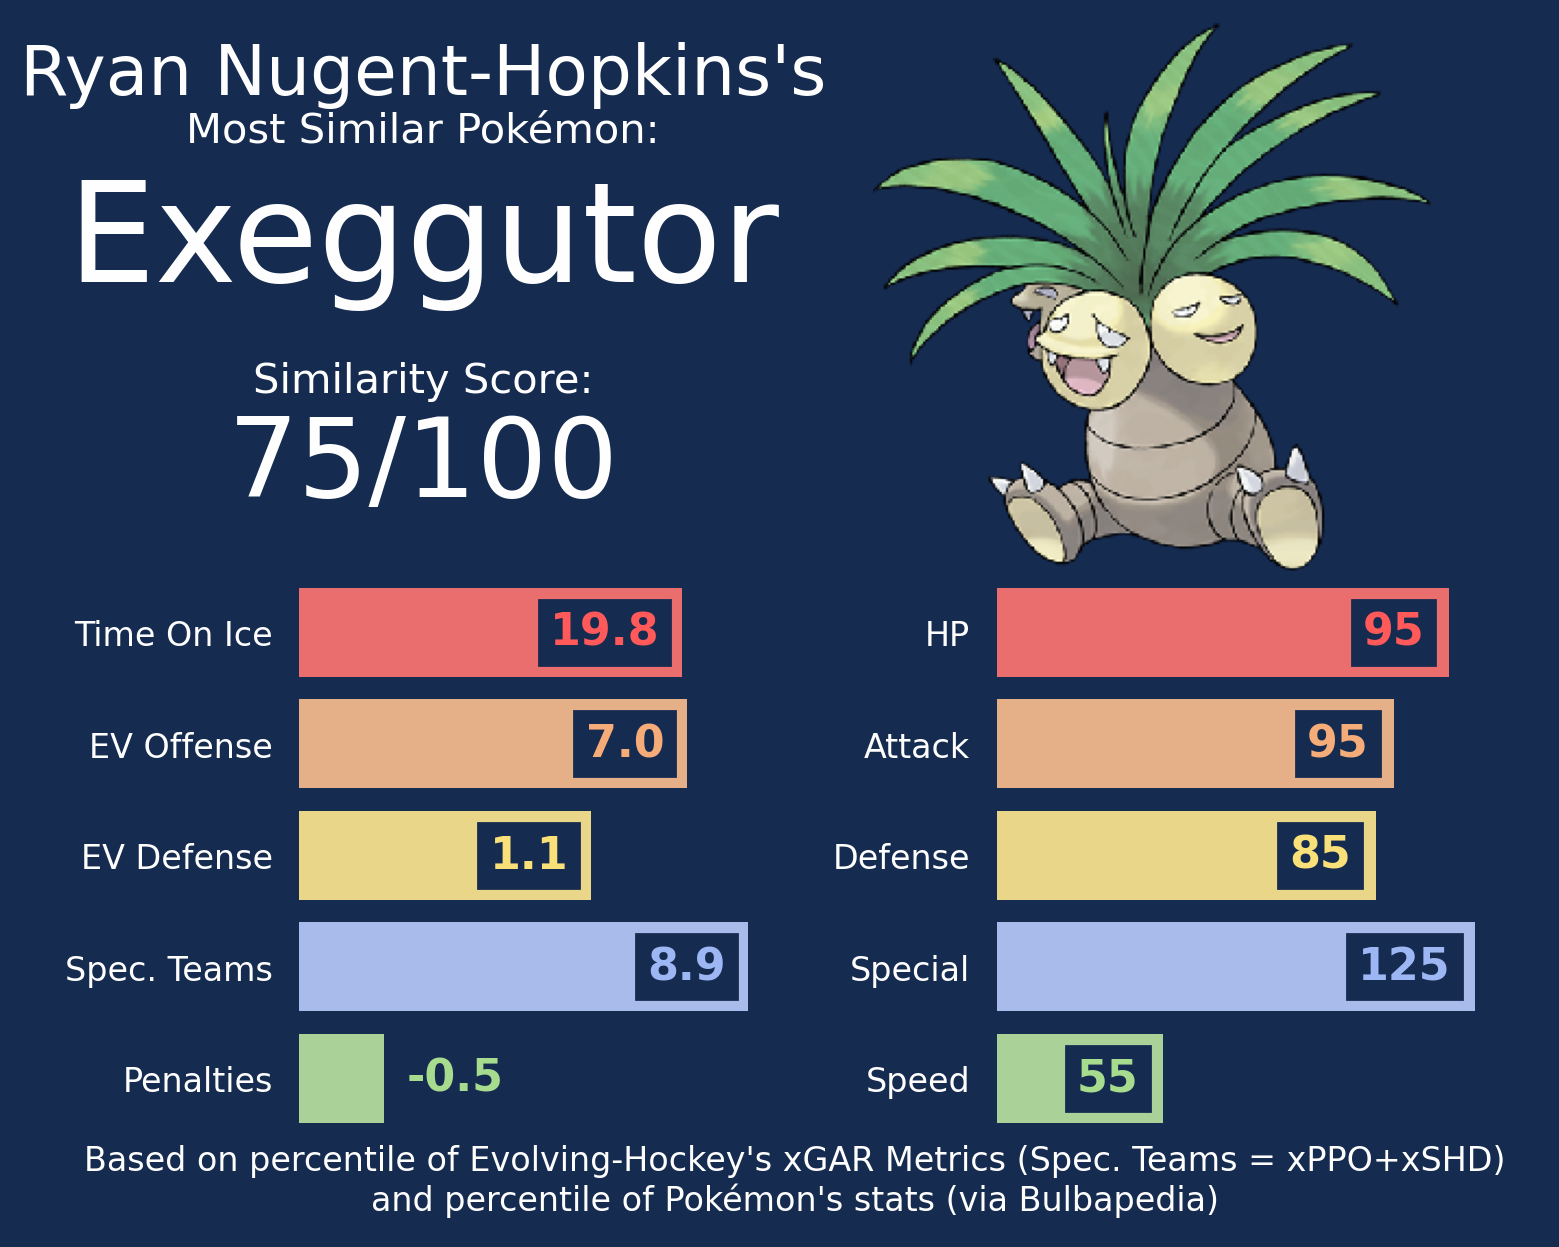 Ryan Nugent-Hopkins's
Most Similar Pokémon:
Exeggutor
Similarity Score:
75/100
Time On Ice 19.8
EV Offense 7.0
EV Defense 1.1
Spec. Teams 8.9
Penalties -0.5
HP 95
Attack 95
Defense 85
Special 125
Speed 55
Based on percentile of Evolving-Hockey's xGAR Metrics (Spec. Teams = xPPO+xSHD)
and percentile of Pokémon's stats (via Bulbapedia)